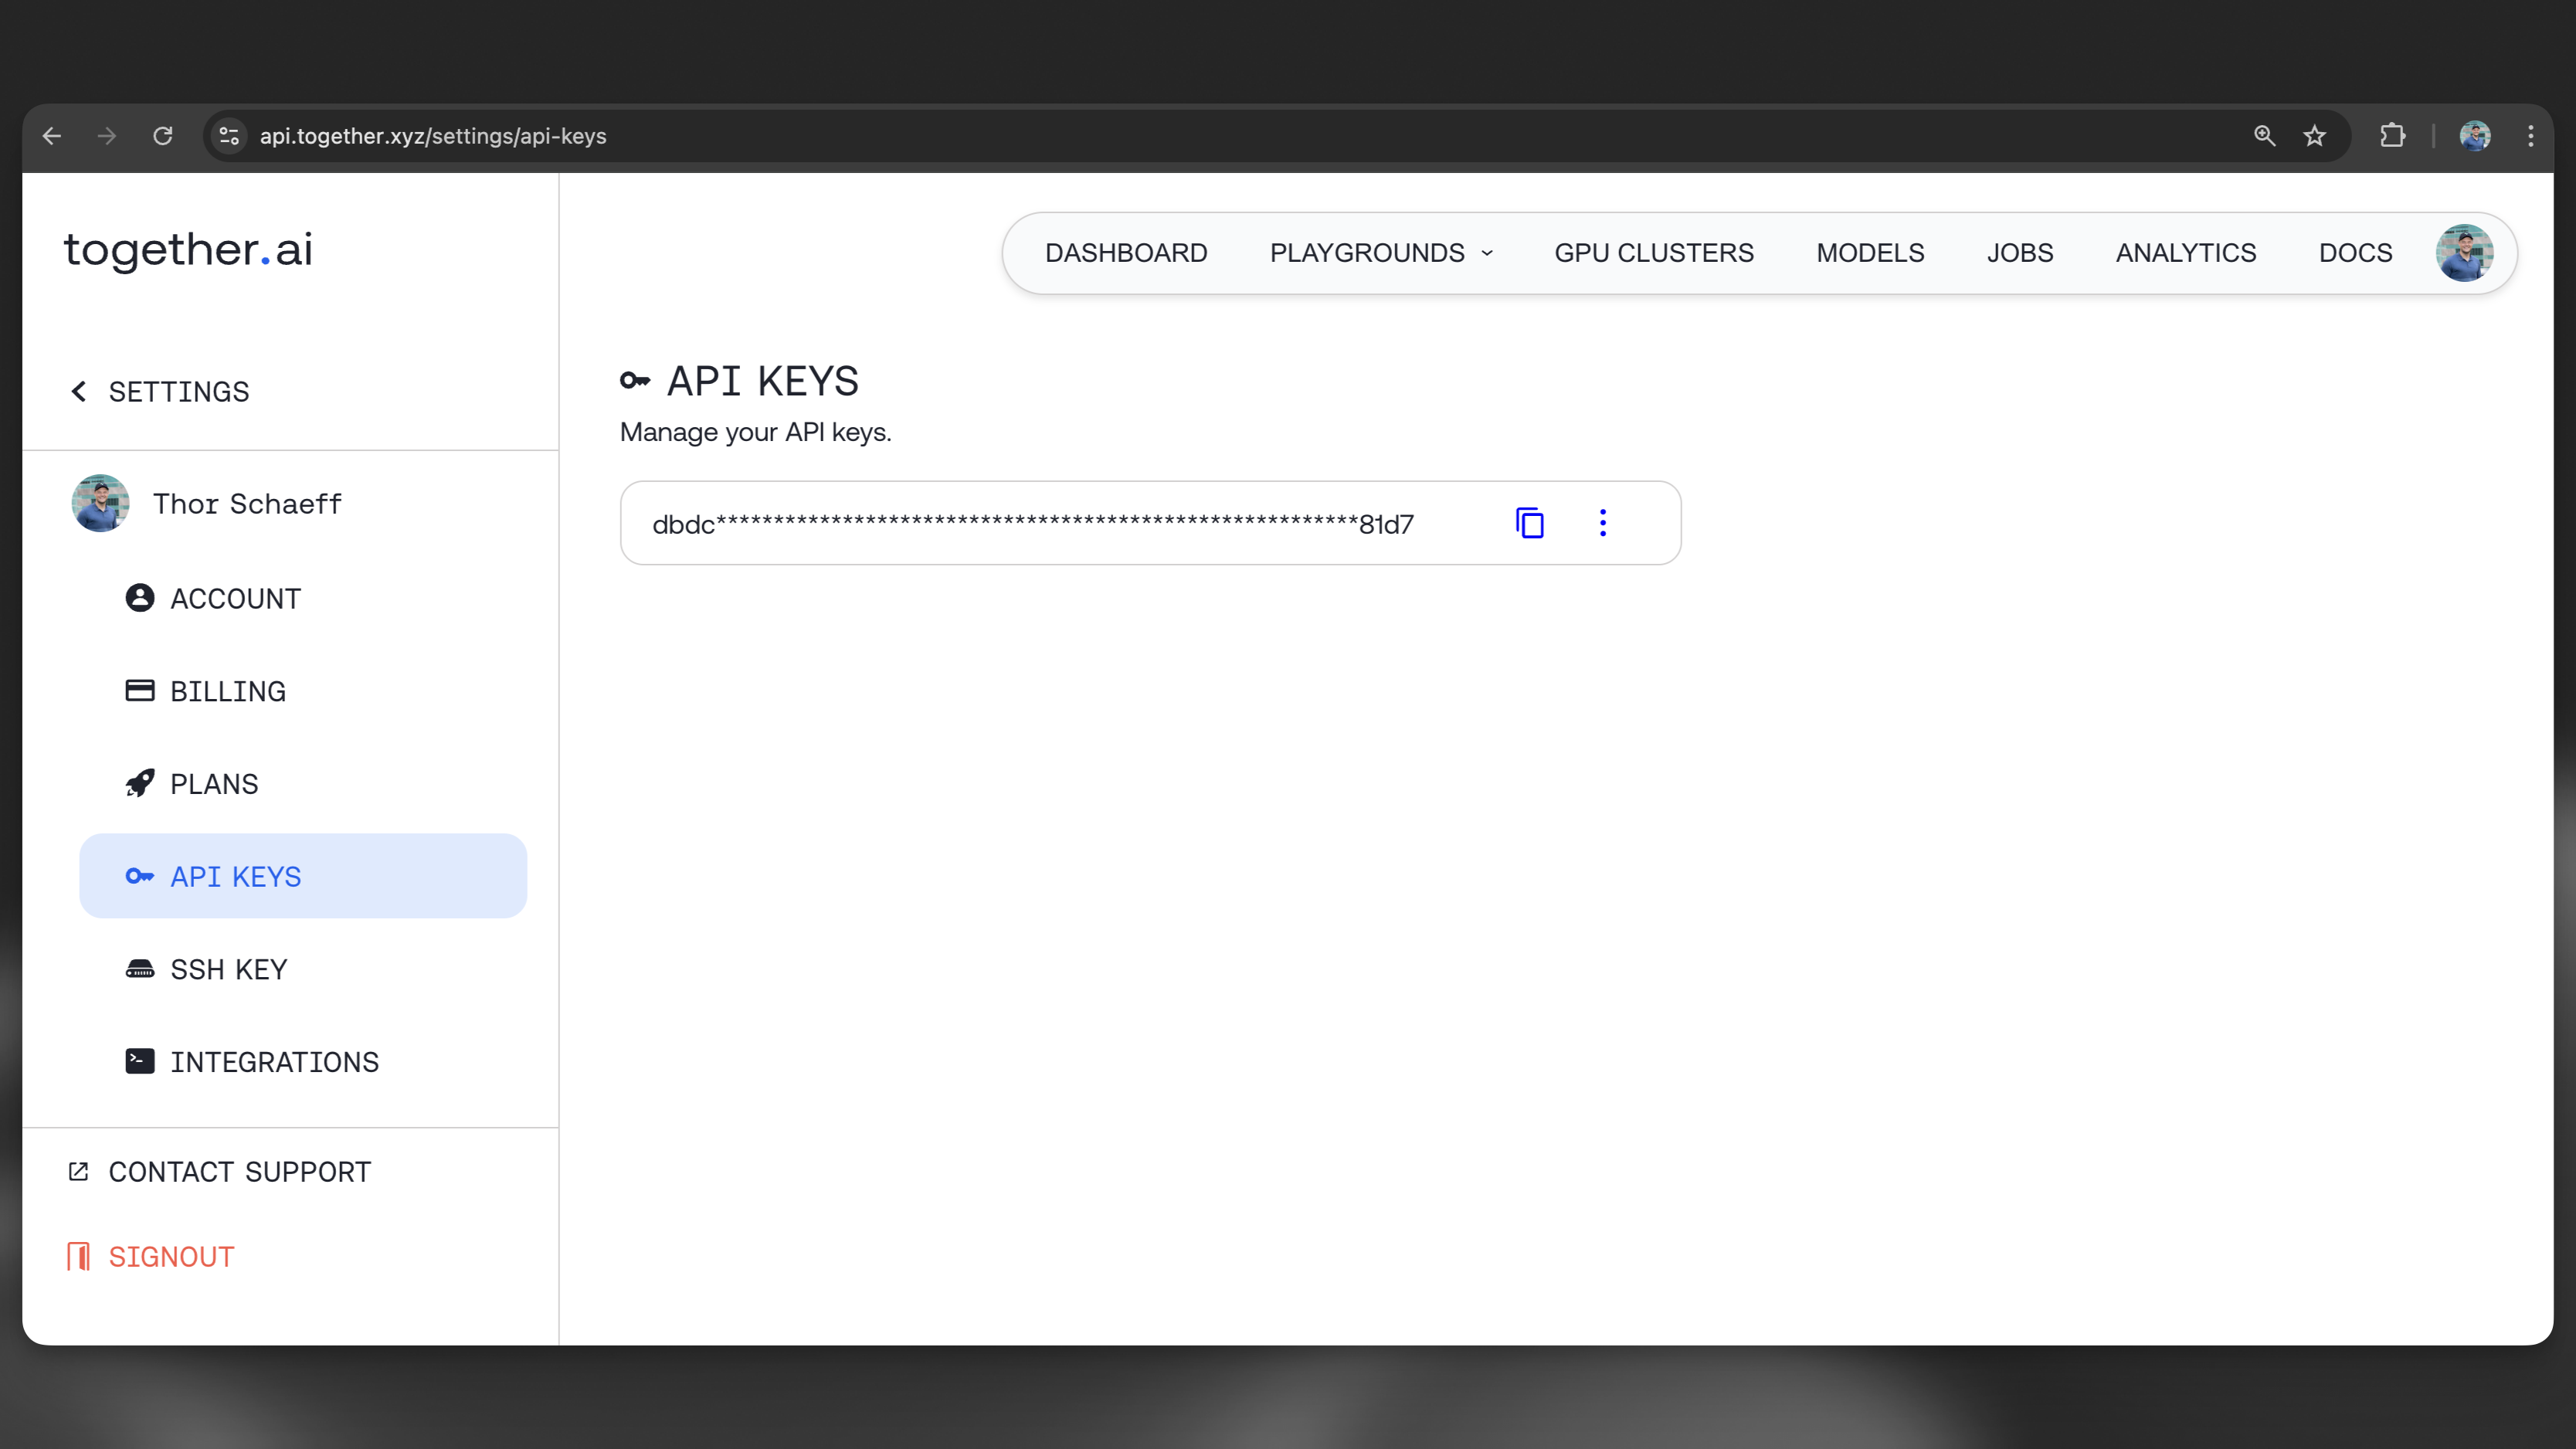 api.together.xyz/settings/api-keys
together.ai
DASHBOARD PLAYGROUNDS GPU CLUSTERS MODELS JOBS ANALYTICS DOCS
SETTINGS
Thor Schaeff
ACCOUNT
BILLING
PLANS
API KEYS
SSH KEY
INTEGRATIONS
CONTACT SUPPORT
SIGNOUT
API KEYS
Manage your API keys.
dbdc********************************************************81d7